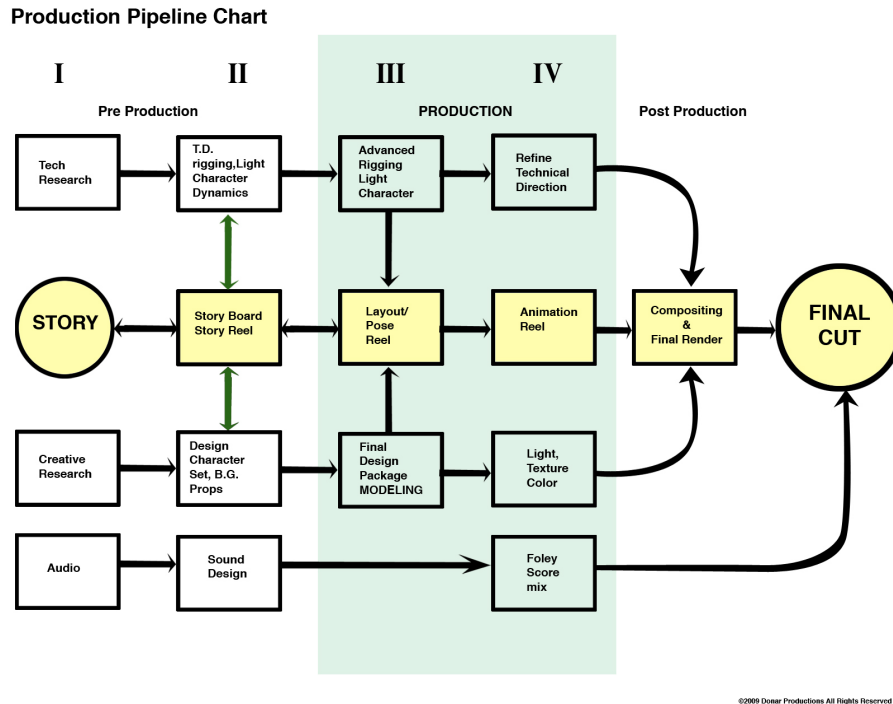 Production Pipeline Chart
I
II
III
IV
Pre Production
PRODUCTION
Post Production
Tech
Research
T.D.
rigging,Light
Character
Dynamics
Advanced
Rigging
Light
Character
Refine
Technical
Direction
STORY
Story Board
Story Reel
Layout/
Pose
Reel
Animation
Reel
Compositing
&
Final Render
FINAL
CUT
Creative
Research
Design
Character
Set, B.G.
Props
Final
Design
Package
MODELING
Light,
Texture
Color
Audio
Sound
Design
Foley
Score
mix
©2009 Donar Productions All Rights Reserved